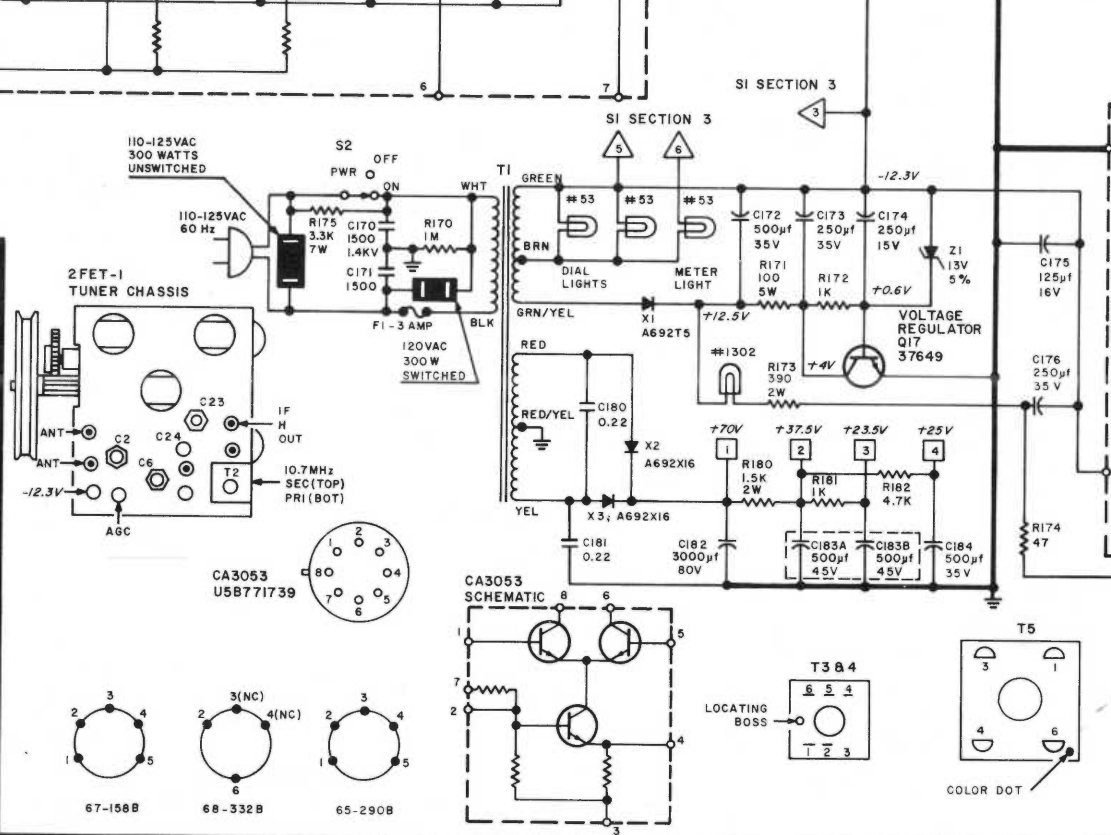 6
7
SI SECTION 3
3
SI SECTION 3
5
6
110-125VAC
300 WATTS
UNSWITCHED
S2
OFF
PWR
ON
WHT
T1
GREEN
-12.3V
110-125VAC
60 Hz
R175
3.3K
7W
C170
1500
1.4KV
R170
1M
C171
1500
#53
#53
#53
BRN
DIAL
LIGHTS
METER
LIGHT
C172
500µf
35V
C173
250µf
35V
C174
250µf
15V
Z1
13V
5%
C175
125µf
16V
R171
100
5W
R172
1K
+0.6V
GRN/YEL
X1
A692T5
+12.5V
VOLTAGE
REGULATOR
Q17
37649
F1-3 AMP
BLK
120VAC
300W
SWITCHED
2FET-1
TUNER CHASSIS
RED
#1302
R173
390
2W
+4V
C176
250µf
35V
C180
0.22
RED/YEL
X2
A692X16
+70V
+37.5V
+23.5V
+25V
1
2
3
4
R180
1.5K
2W
R181
1K
R182
4.7K
YEL
X3, A692X16
C181
0.22
C182
3000µf
80V
C183A
500µf
45V
C183B
500µf
45V
C184
500µf
35V
R174
47
C23
IF
H
OUT
ANT
C2
C24
ANT
C6
T2
10.7MHz
SEC(TOP)
PRI(BOT)
-12.3V
AGC
CA3053
U5B771739
1
2
3
8
4
7
6
5
CA3053
SCHEMATIC
8
6
1
5
7
2
4
3
T3&4
6 5 4
LOCATING
BOSS
1 2 3
T5
3
1
4
6
COLOR DOT
3
2
4
1
5
67-158B
3(NC)
2
4(NC)
6
68-332B
3
2
4
1
5
65-290B